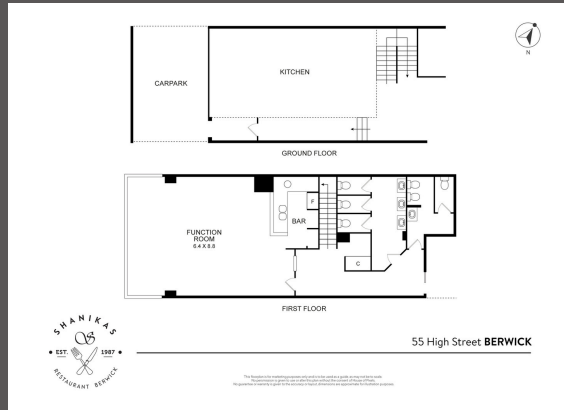 N
CARPARK
KITCHEN
GROUND FLOOR
F
BAR
FUNCTION
ROOM
6.4 X 8.8
C
FIRST FLOOR
SHANIKAS
S
EST. 1987
RESTAURANT BERWICK
55 High Street BERWICK